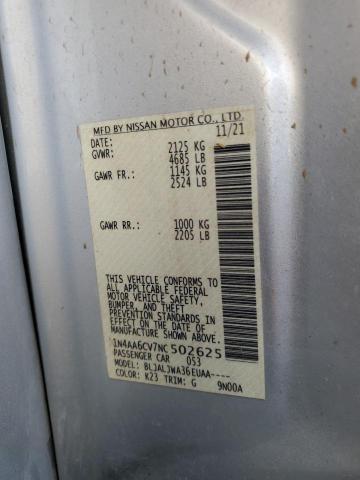 MFD BY NISSAN MOTOR CO., LTD.
DATE: 11/21
GVWR: 2125 KG
4685 LB
GAWR FR.: 1145 KG
2524 LB
GAWR RR.: 1000 KG
2205 LB
THIS VEHICLE CONFORMS TO
ALL APPLICABLE FEDERAL
MOTOR VEHICLE SAFETY,
BUMPER, AND THEFT
PREVENTION STANDARDS IN
EFFECT ON THE DATE OF
MANUFACTURE SHOWN ABOVE.
1N4AA6CV7NC502625
PASSENGER CAR 053
MODEL: BLJALJWA36EUAA----
COLOR: K23 TRIM: G 9N00A